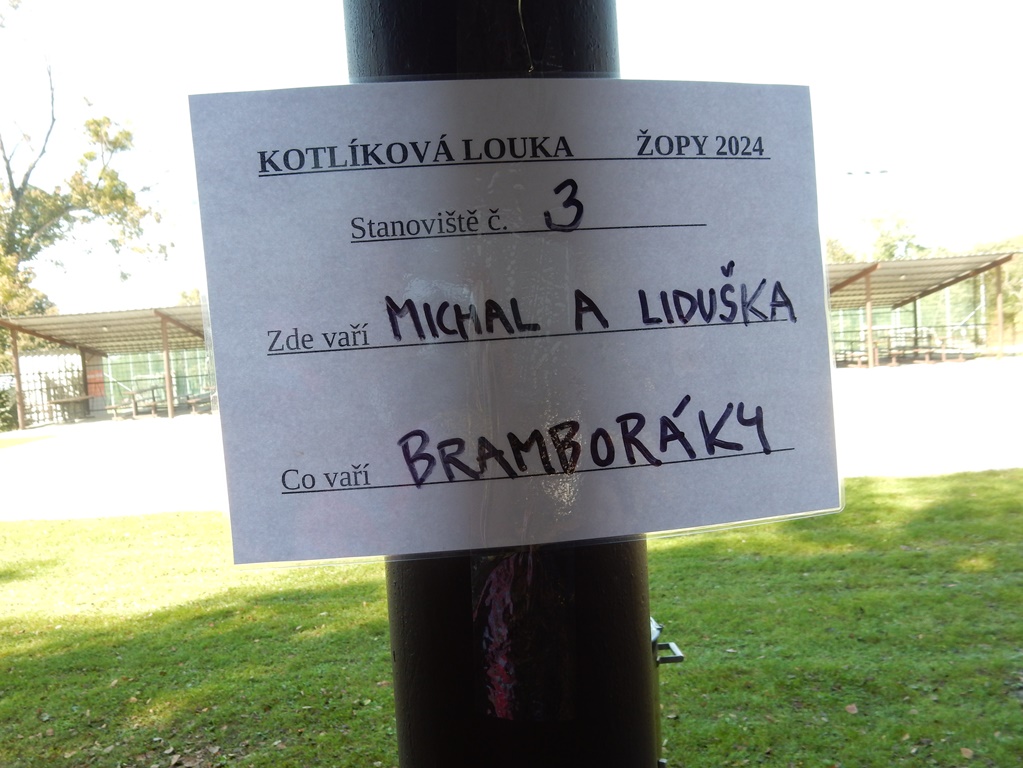 KOTLÍKOVÁ LOUKA ŽOPY 2024
Stanoviště č. 3
Zde vaří MICHAL A LIDUŠKA
Co vaří BRAMBORÁKY